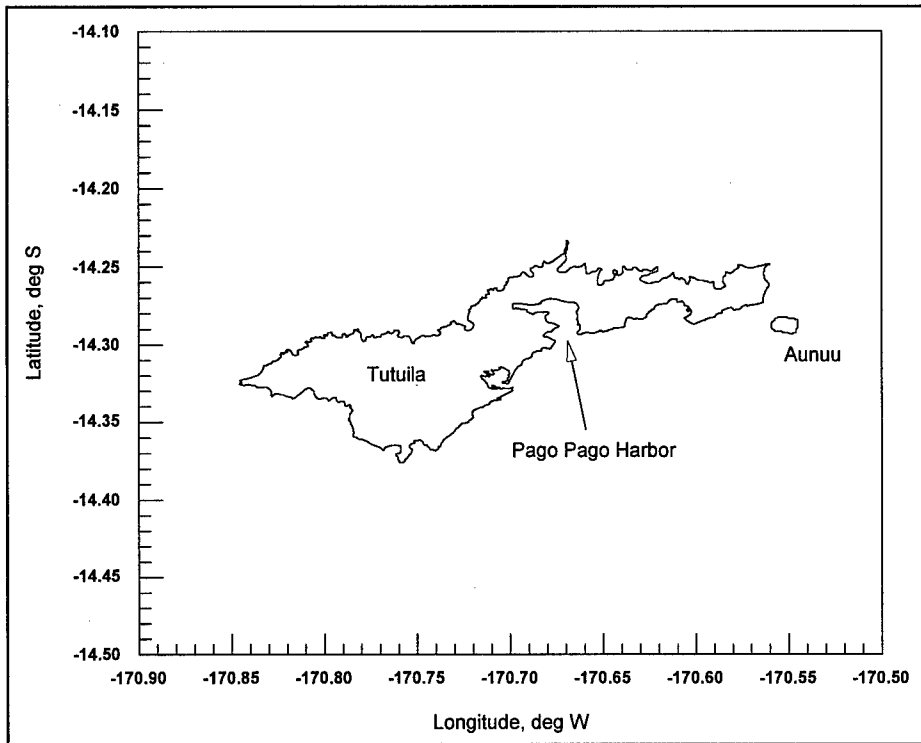 -14.10
-14.15
-14.20
-14.25
-14.30
-14.35
-14.40
-14.45
-14.50
Latitude, deg S
Tutuila
Aunuu
Pago Pago Harbor
-170.90 -170.85 -170.80 -170.75 -170.70 -170.65 -170.60 -170.55 -170.50
Longitude, deg W